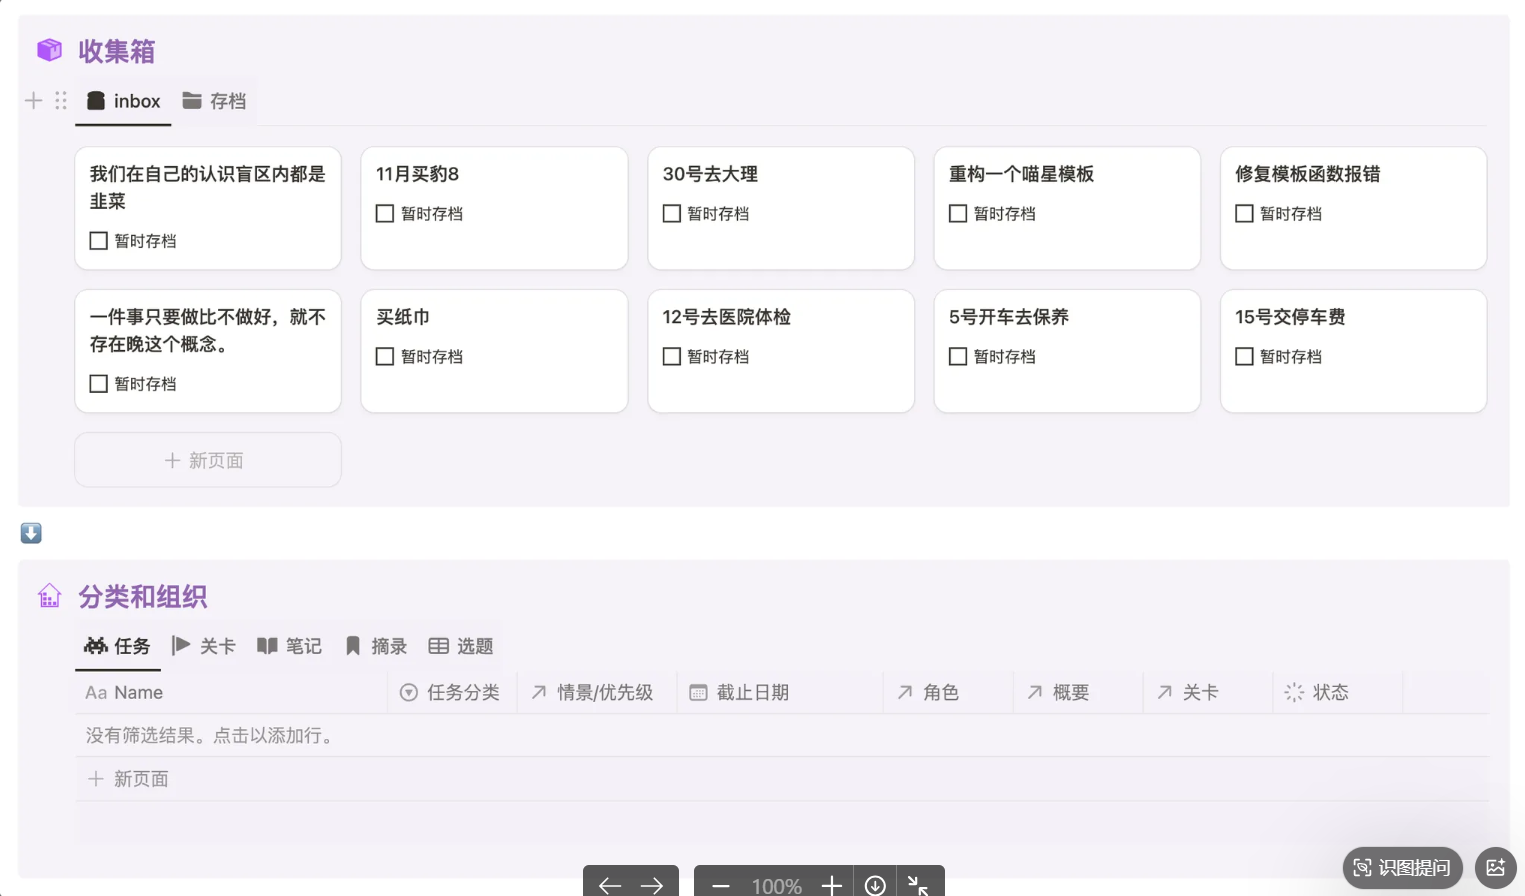 收集箱
inbox 存档
我们在自己的认识盲区内都是
韭菜
暂时存档
11月买豹8
暂时存档
30号去大理
暂时存档
重构一个喵星模板
暂时存档
修复模板函数报错
暂时存档
一件事只要做比不做好，就不
存在晚这个概念。
暂时存档
买纸巾
暂时存档
12号去医院体检
暂时存档
5号开车去保养
暂时存档
15号交停车费
暂时存档
新页面
分类和组织
任务 关卡 笔记 摘录 选题
Aa Name 任务分类 情景/优先级 截止日期 角色 概要 关卡 状态
没有筛选结果。点击以添加行。
新页面
识图提问
100%